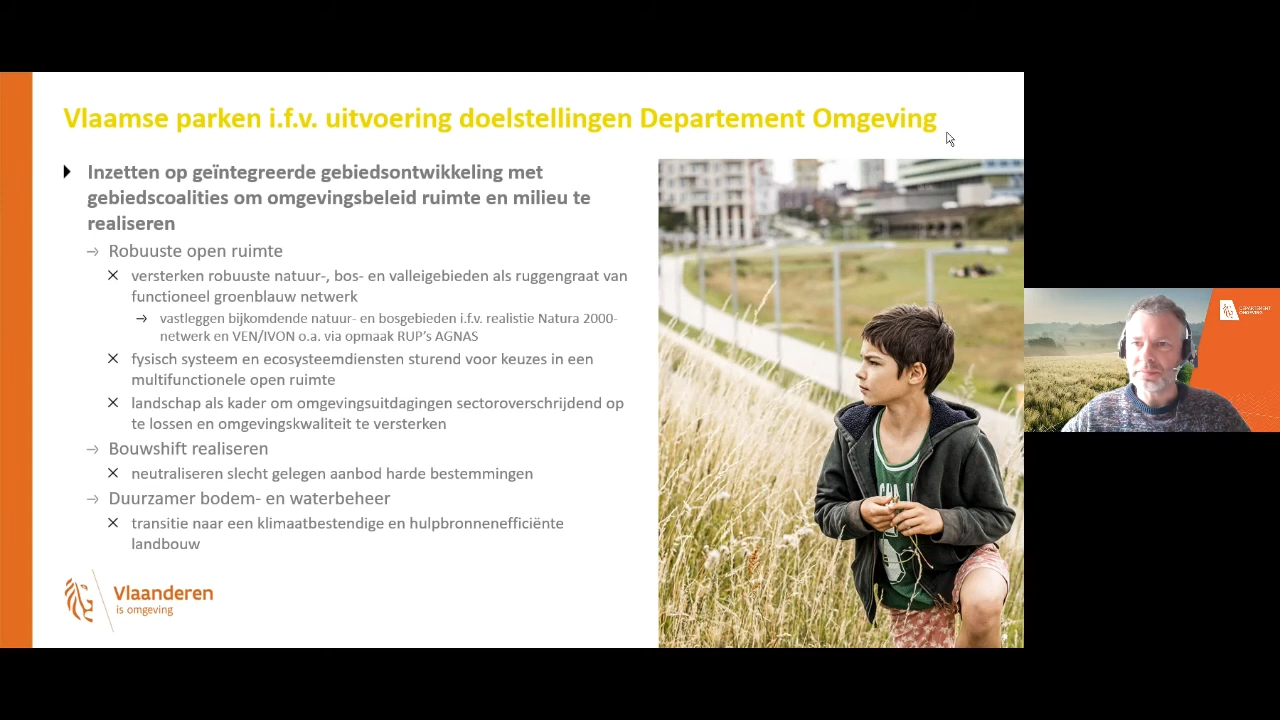 Vlaamse parken i.f.v. uitvoering doelstellingen Departement Omgeving
Inzetten op geïntegreerde gebiedsontwikkeling met
gebiedscoalities om omgevingsbeleid ruimte en milieu te
realiseren
Robuuste open ruimte
versterken robuuste natuur-, bos- en valleigebieden als ruggengraat van
functioneel groenblauw netwerk
vastleggen bijkomende natuur- en bosgebieden i.f.v. realistie Natura 2000-
netwerk en VEN/IVON o.a. via opmaak RUP's AGNAS
fysisch systeem en ecosysteemdiensten sturend voor keuzes in een
multifunctionele open ruimte
landschap als kader om omgevingsuitdagingen sectoroverschrijdend op
te lossen en omgevingskwaliteit te versterken
Bouwshift realiseren
neutraliseren slecht gelegen aanbod harde bestemmingen
Duurzamer bodem- en waterbeheer
transitie naar een klimaatbestendige en hulpbronnenefficiënte
landbouw
Vlaanderen
is omgeving
DEPARTEMENT
OMGEVING